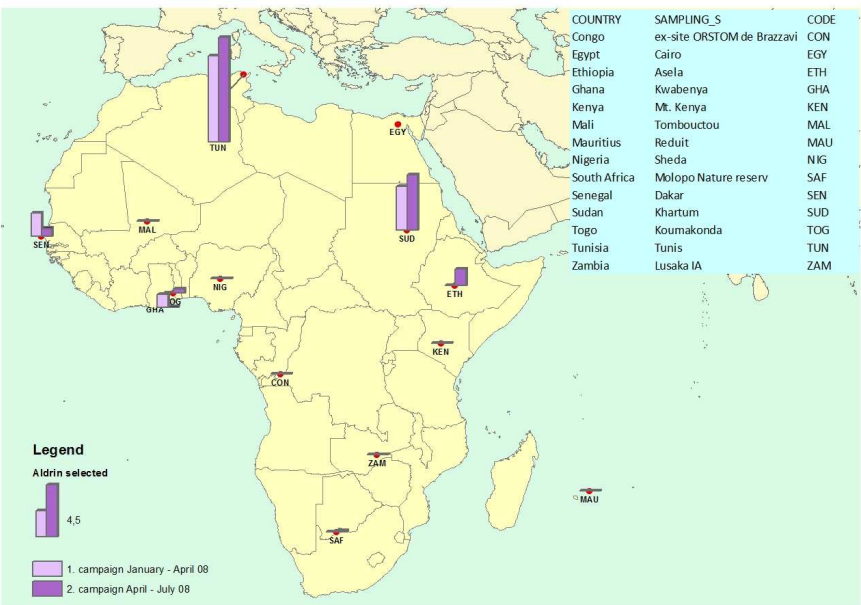 COUNTRY SAMPLING_S CODE
Congo ex-site ORSTOM de Brazzavi CON
Egypt Cairo EGY
Ethiopia Asela ETH
Ghana Kwabenya GHA
Kenya Mt. Kenya KEN
Mali Tombouctou MAL
Mauritius Reduit MAU
Nigeria Sheda NIG
South Africa Molopo Nature reserv SAF
Senegal Dakar SEN
Sudan Khartum SUD
Togo Koumakonda TOG
Tunisia Tunis TUN
Zambia Lusaka IA ZAM
EGY
TUN
MAL
SUD
SEN
NIG
ETH
OG
GHA
KEN
CON
ZAM
MAU
SAF
Legend
Aldrin selected
4,5
1. campaign January - April 08
2. campaign April - July 08